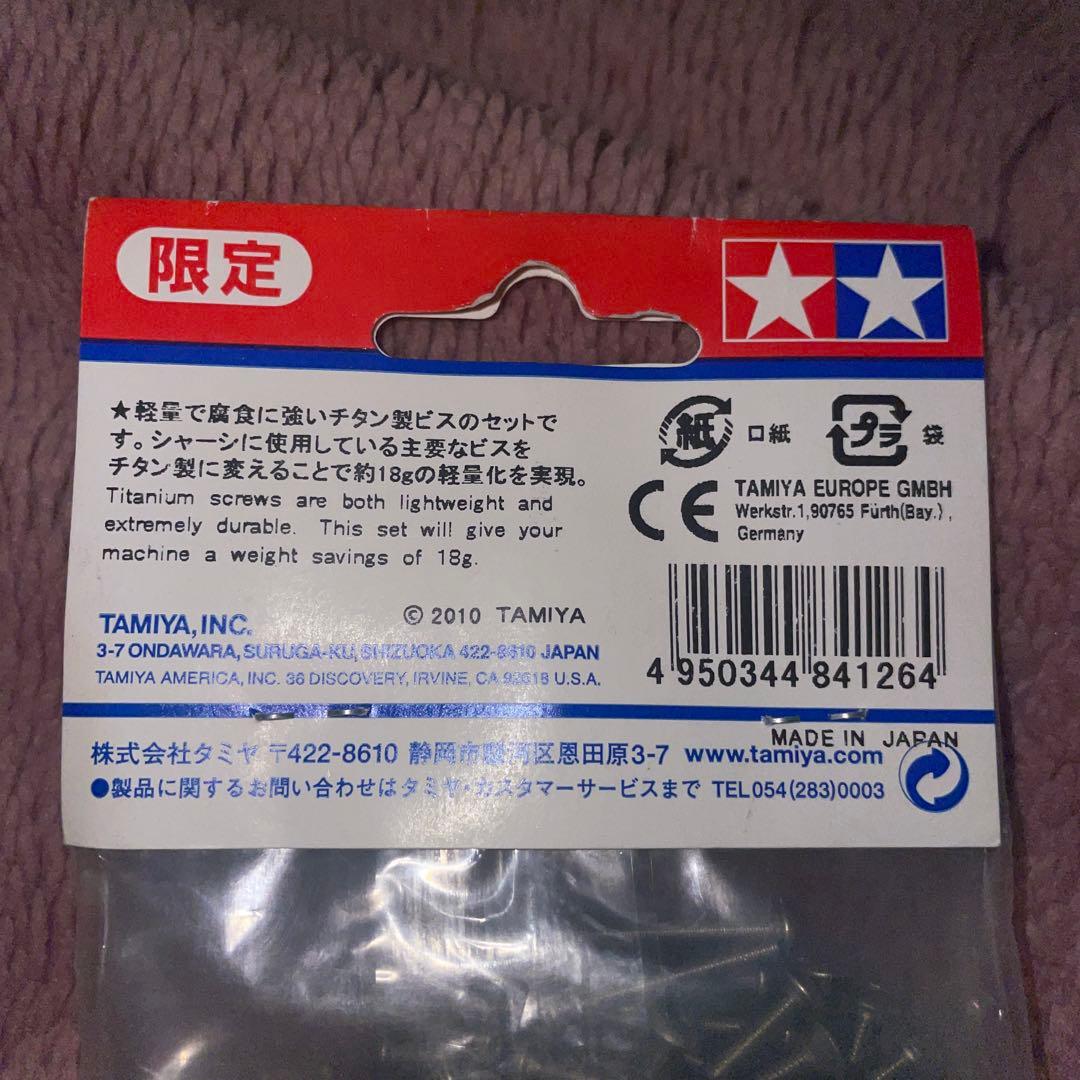 限定
★軽量で腐食に強いチタン製ビスのセットで
す。シャーシに使用している主要なビスを
チタン製に変えることで約18gの軽量化を実現。
Titanium screws are both lightweight and
extremely durable. This set will give your
machine a weight savings of 18g.
紙 口紙
プラ 袋
CE
TAMIYA EUROPE GMBH
Werkstr.1,90765 Fürth(Bay.),
Germany
© 2010 TAMIYA
TAMIYA, INC.
3-7 ONDAWARA, SURUGA-KU, SHIZUOKA 422-8610 JAPAN
TAMIYA AMERICA, INC. 36 DISCOVERY, IRVINE, CA 92618 U.S.A.
4 950344 841264
MADE IN JAPAN
株式会社タミヤ 〒422-8610 静岡市駿河区恩田原3-7 www.tamiya.com
●製品に関するお問い合わせはタミヤ・カスタマーサービスまで TEL054(283)0003